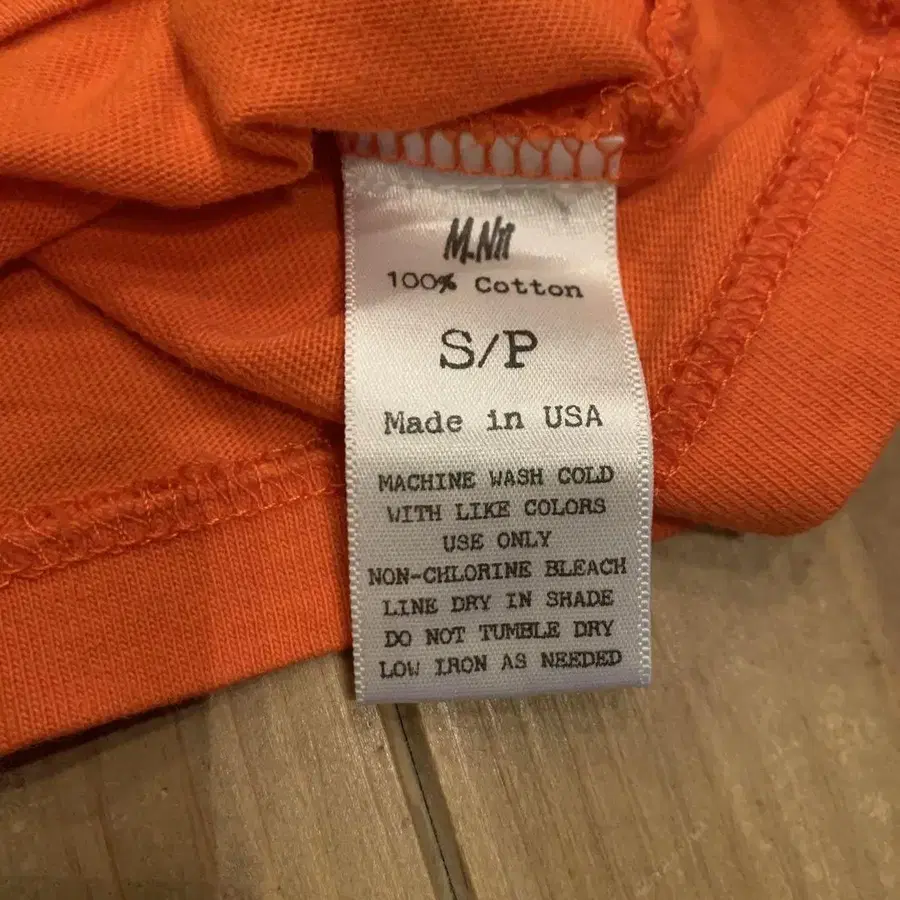 M.Nii
100% Cotton
S/P
Made in USA
MACHINE WASH COLD
WITH LIKE COLORS
USE ONLY
NON-CHLORINE BLEACH
LINE DRY IN SHADE
DO NOT TUMBLE DRY
LOW IRON AS NEEDED